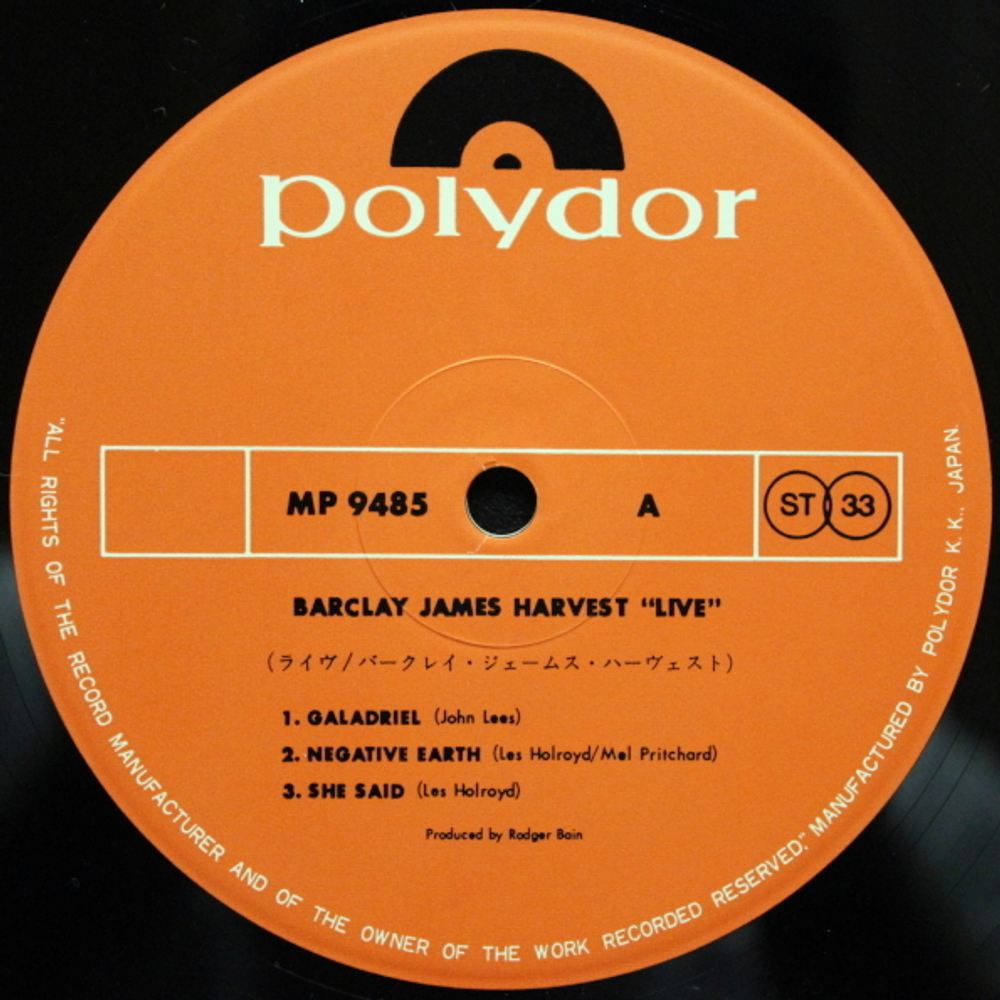 polydor
MP 9485 A ST 33
BARCLAY JAMES HARVEST “LIVE”
(ライヴ/バークレイ・ジェームス・ハーヴェスト)
1. GALADRIEL (John Lees)
2. NEGATIVE EARTH (Les Holroyd/Mel Pritchard)
3. SHE SAID (Les Holroyd)
Produced by Rodger Bain
“ALL RIGHTS OF THE RECORD MANUFACTURER AND OF THE OWNER OF THE WORK RECORDED RESERVED.” MANUFACTURED BY POLYDOR K. K., JAPAN.